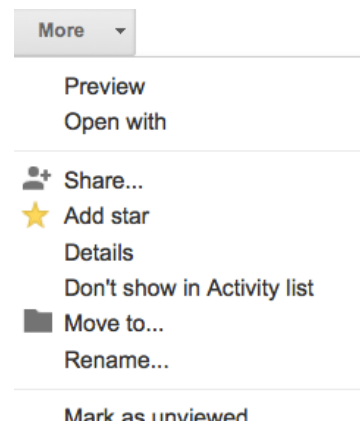 More
Preview
Open with
Share...
Add star
Details
Don't show in Activity list
Move to...
Rename...
Mark as unviewed